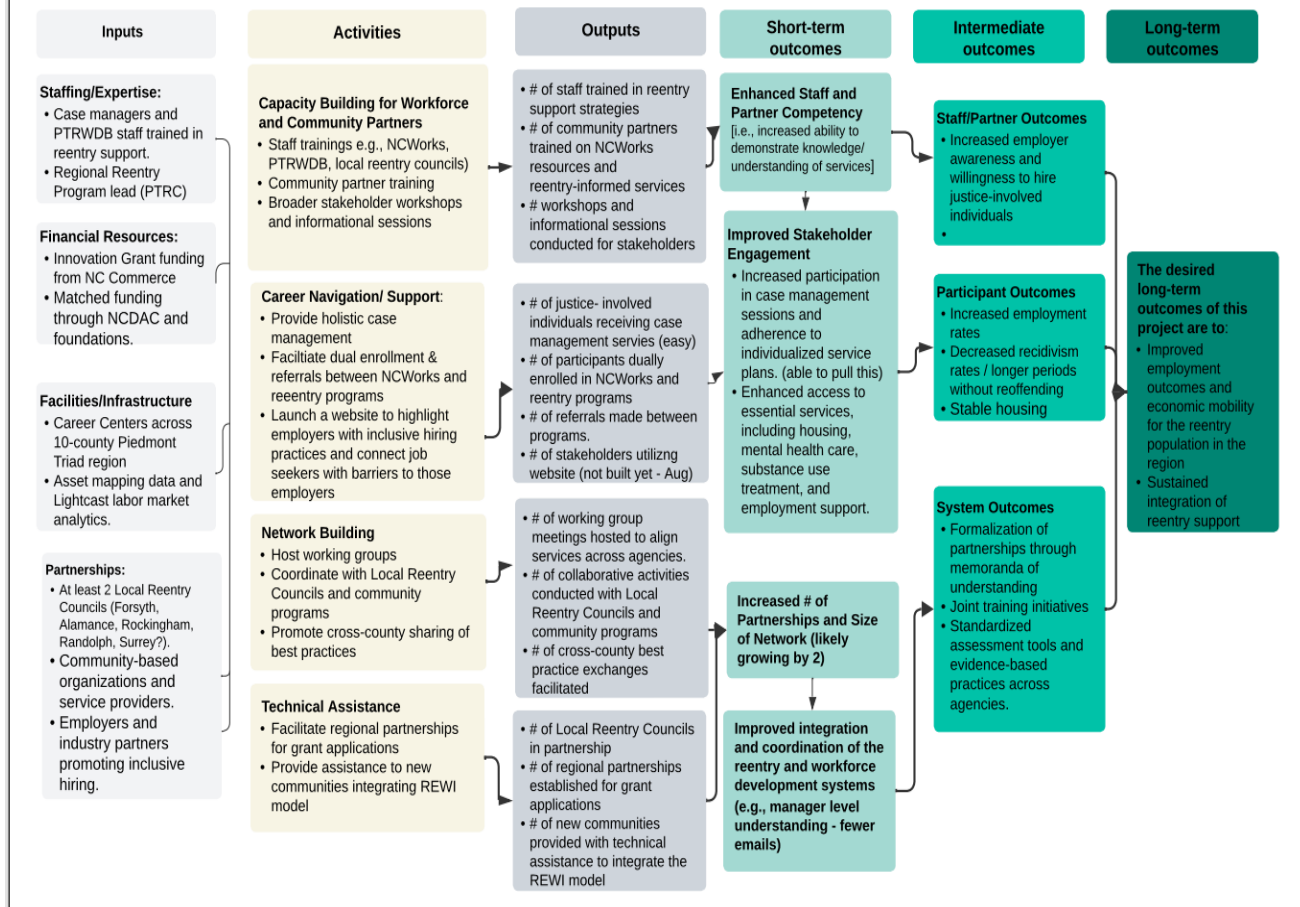 Inputs
Activities
Outputs
Short-term
outcomes
Intermediate
outcomes
Long-term
outcomes
Staffing/Expertise:
• Case managers and
PTRWDB staff trained in
reentry support.
• Regional Reentry
Program lead (PTRC)
Financial Resources:
• Innovation Grant funding
from NC Commerce
• Matched funding
through NCDAC and
foundations.
Facilities/Infrastructure
• Career Centers across
10-county Piedmont
Triad region
• Asset mapping data and
Lightcast labor market
analytics.
Partnerships:
• At least 2 Local Reentry
Councils (Forsyth,
Alamance, Rockingham,
Randolph, Surrey?).
• Community-based
organizations and
service providers.
• Employers and
industry partners
promoting inclusive
hiring.
Capacity Building for Workforce
and Community Partners
• Staff trainings e.g., NCWorks,
PTRWDB, local reentry councils)
• Community partner training
• Broader stakeholder workshops
and informational sessions
Career Navigation/ Support:
• Provide holistic case
management
• Faciltiate dual enrollment &
referrals between NCWorks and
reeentry programs
• Launch a website to highlight
employers with inclusive hiring
practices and connect job
seekers with barriers to those
employers
Network Building
• Host working groups
• Coordinate with Local Reentry
Councils and community
programs
• Promote cross-county sharing of
best practices
Technical Assistance
• Facilitate regional partnerships
for grant applications
• Provide assistance to new
communities integrating REWI
model
• # of staff trained in reentry
support strategies
• # of community partners
trained on NCWorks
resources and
reentry-informed services
• # workshops and
informational sessions
conducted for stakeholders
• # of justice- involved
individuals receiving case
management servies (easy)
• # of participants dually
enrolled in NCWorks and
reentry programs
• # of referrals made between
programs.
• # of stakeholders utilizng
website (not built yet - Aug)
• # of working group
meetings hosted to align
services across agencies.
• # of collaborative activities
conducted with Local
Reentry Councils and
community programs
• # of cross-county best
practice exchanges
facilitated
• # of Local Reentry Councils
in partnership
• # of regional partnerships
established for grant
applications
• # of new communities
provided with technical
assistance to integrate the
REWI model
Enhanced Staff and
Partner Competency
[i.e., increased ability to
demonstrate knowledge/
understanding of services]
Improved Stakeholder
Engagement
• Increased participation
in case management
sessions and
adherence to
individualized service
plans. (able to pull this)
• Enhanced access to
essential services,
including housing,
mental health care,
substance use
treatment, and
employment support.
Increased # of
Partnerships and Size
of Network (likely
growing by 2)
Improved integration
and coordination of the
reentry and workforce
development systems
(e.g., manager level
understanding - fewer
emails)
Staff/Partner Outcomes
• Increased employer
awareness and
willingness to hire
justice-involved
individuals
•
Participant Outcomes
• Increased employment
rates
• Decreased recidivism
rates / longer periods
without reoffending
• Stable housing
System Outcomes
• Formalization of
partnerships through
memoranda of
understanding
• Joint training initiatives
• Standardized
assessment tools and
evidence-based
practices across
agencies.
The desired
long-term
outcomes of this
project are to:
• Improved
employment
outcomes and
economic mobility
for the reentry
population in the
region
• Sustained
integration of
reentry support